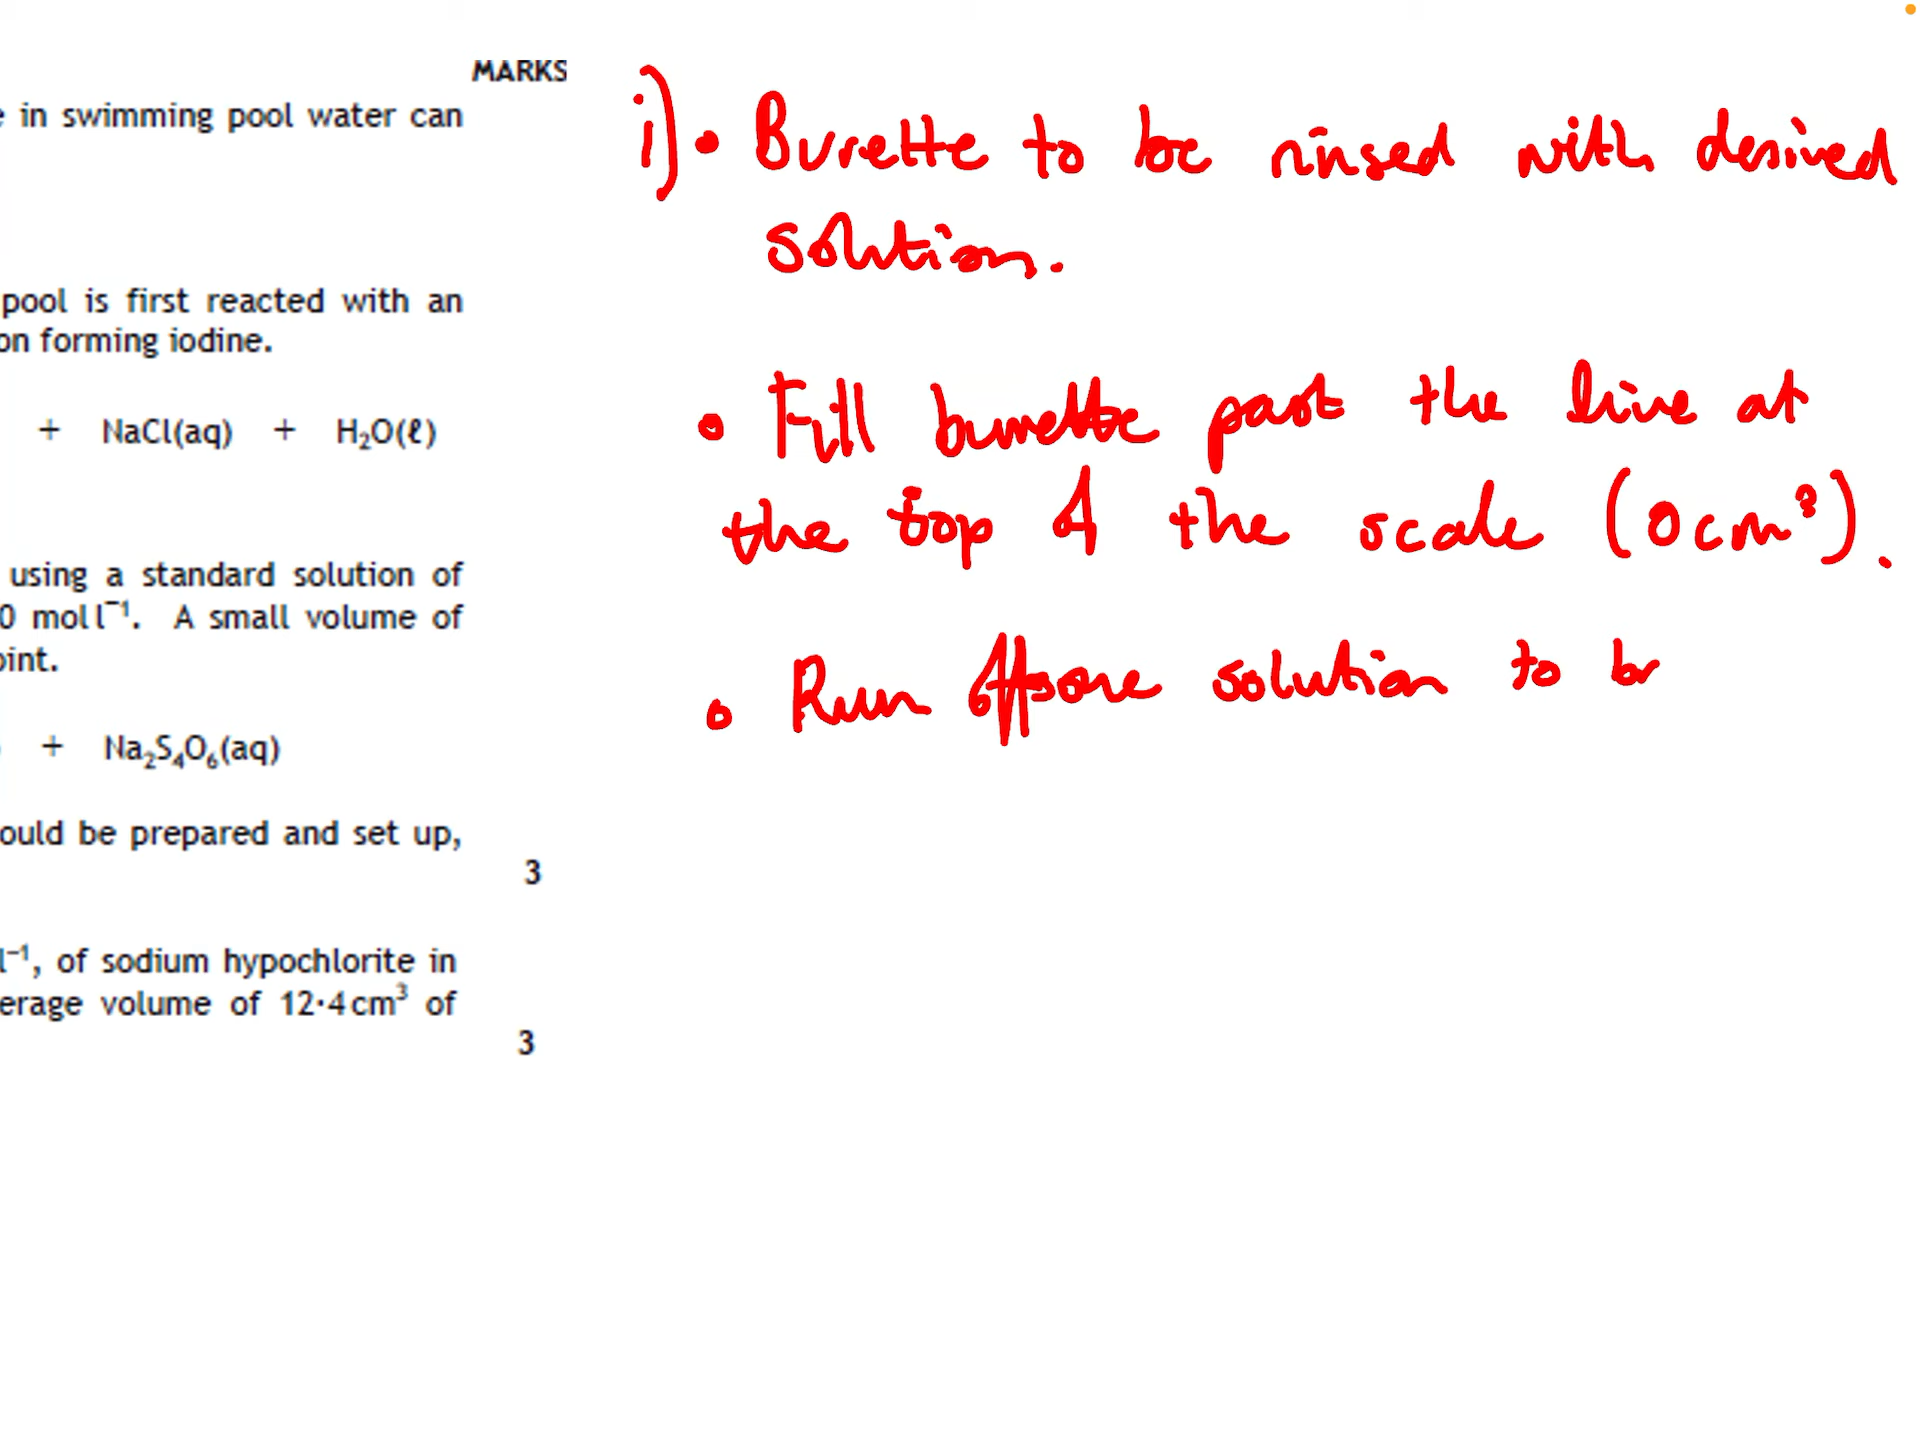 MARKS
e in swimming pool water can
pool is first reacted with an
on forming iodine.
+ NaCl(aq) + H₂O(ℓ)
using a standard solution of
0 mol l⁻¹. A small volume of
oint.
+ Na₂S₄O₆(aq)
ould be prepared and set up,
3
l⁻¹, of sodium hypochlorite in
erage volume of 12·4 cm³ of
3
i) • Burette to be rinsed with desired
solution.
• Fill burette past the line at
the top of the scale (0cm³).
• Run off some solution to br